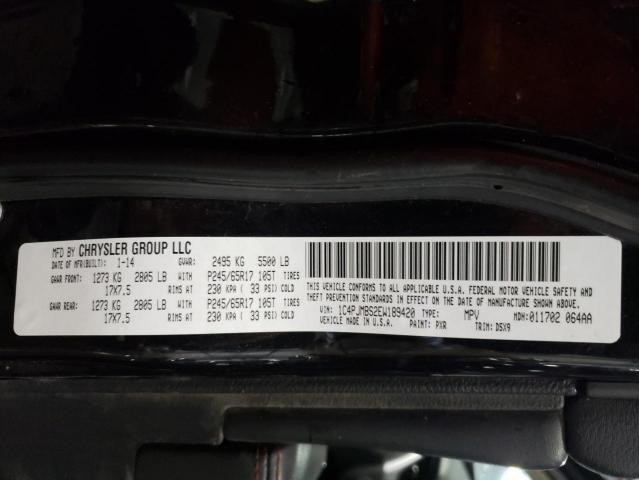 MFD BY CHRYSLER GROUP LLC
DATE OF MFR(BUILT): 1-14 GVWR: 2495 KG 5500 LB
GAWR FRONT: 1273 KG 2805 LB WITH P245/65R17 105T TIRES
17X7.5 RIMS AT 230 KPA ( 33 PSI) COLD
GAWR REAR: 1273 KG 2805 LB WITH P245/65R17 105T TIRES
17X7.5 RIMS AT 230 KPA ( 33 PSI) COLD
THIS VEHICLE CONFORMS TO ALL APPLICABLE U.S.A. FEDERAL MOTOR VEHICLE SAFETY, BUMPER, AND
THEFT PREVENTION STANDARDS IN EFFECT ON THE DATE OF MANUFACTURE SHOWN ABOVE.
VIN: 1C4PJMBS2EW189420 TYPE: MPV MDH: 011702 064AA
VEHICLE MADE IN U.S.A. PAINT: PXR TRIM: D5X9